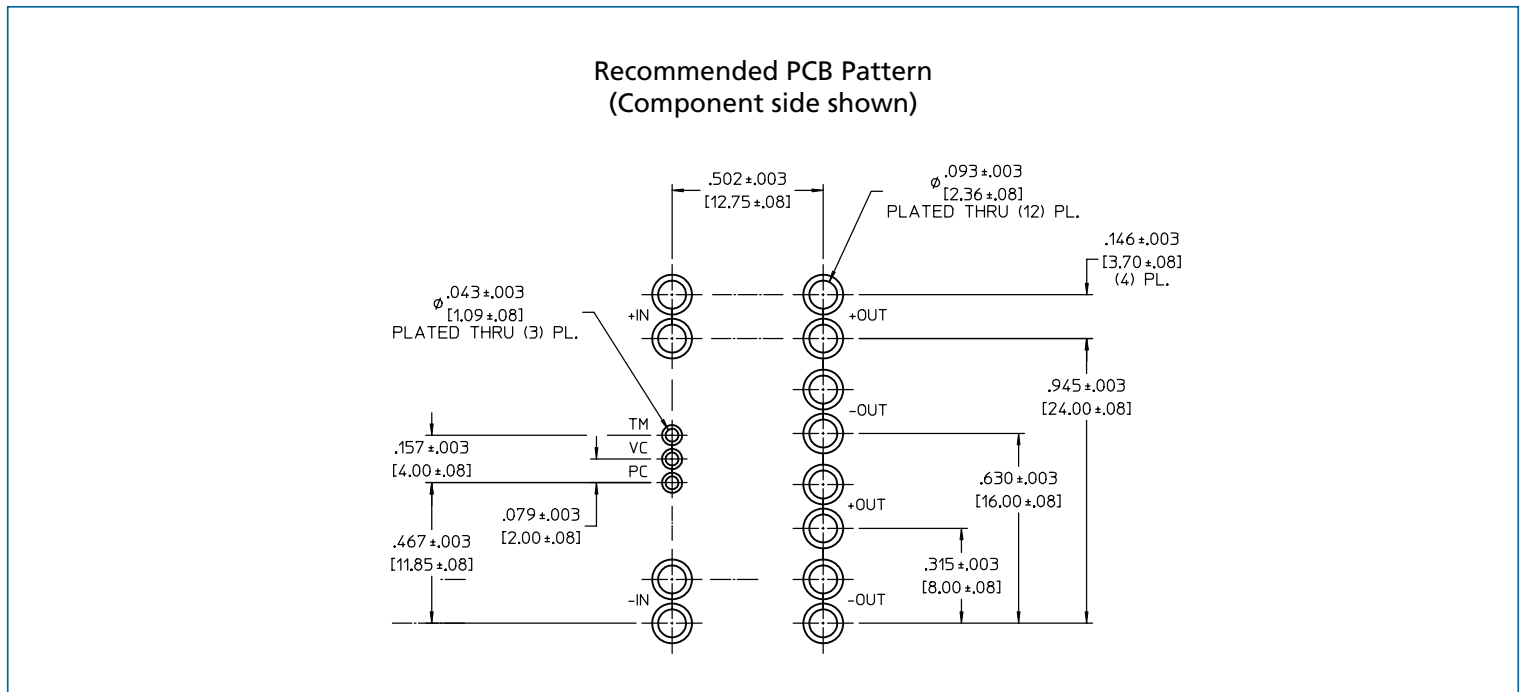 Recommended PCB Pattern
(Component side shown)
.502±.003
[12.75±.08]
ø .093±.003
[2.36±.08]
PLATED THRU (12) PL.
.146±.003
[3.70±.08]
(4) PL.
ø .043±.003
[1.09±.08]
PLATED THRU (3) PL.
+IN
+OUT
.945±.003
[24.00±.08]
-OUT
TM
VC
PC
.157±.003
[4.00±.08]
.630±.003
[16.00±.08]
+OUT
.079±.003
[2.00±.08]
.467±.003
[11.85±.08]
.315±.003
[8.00±.08]
-IN
-OUT